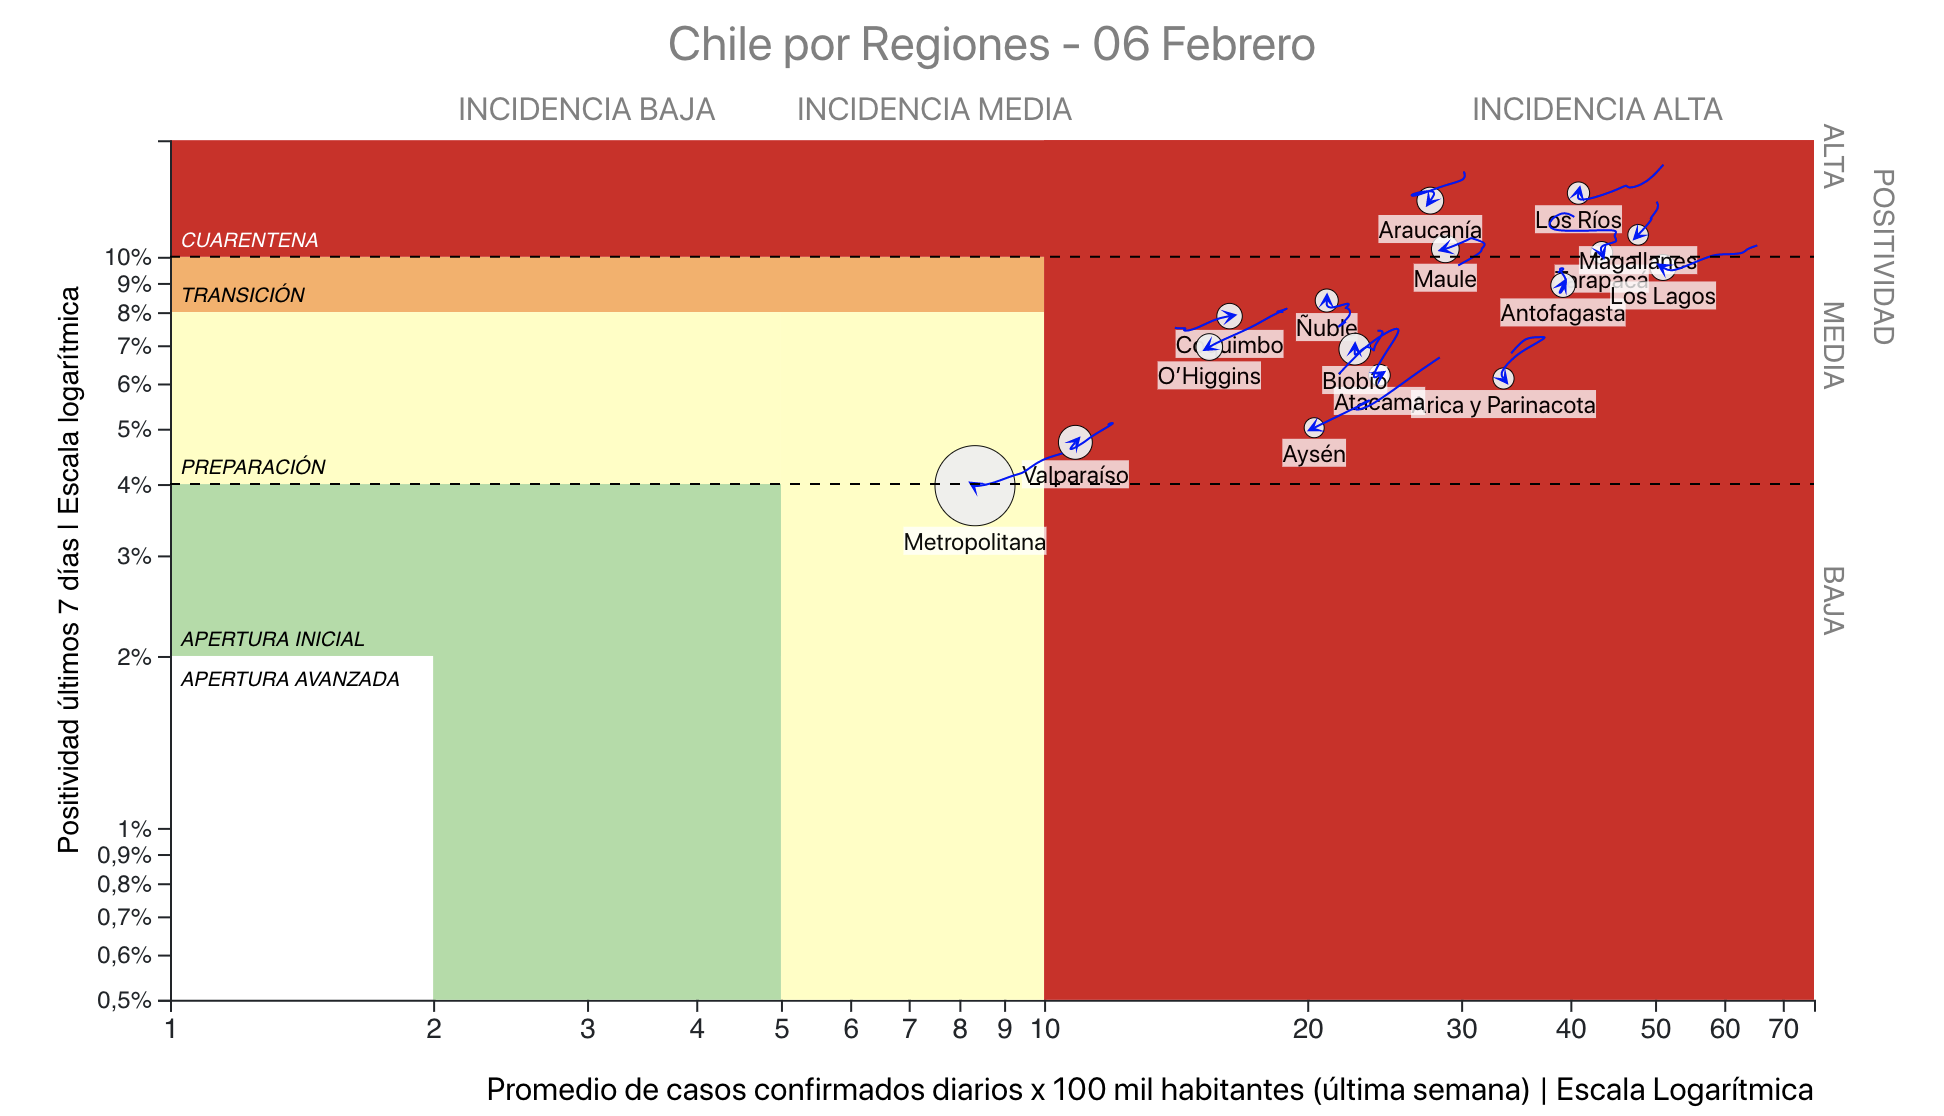 Chile por Regiones - 06 Febrero
INCIDENCIA BAJA
INCIDENCIA MEDIA
INCIDENCIA ALTA
ALTA
MEDIA
BAJA
POSITIVIDAD
Positividad últimos 7 días | Escala logarítmica
CUARENTENA
TRANSICIÓN
PREPARACIÓN
APERTURA INICIAL
APERTURA AVANZADA
10%
9%
8%
7%
6%
5%
4%
3%
2%
1%
0,9%
0,8%
0,7%
0,6%
0,5%
Araucanía
Los Ríos
Maule
Magallanes
Los Lagos
Antofagasta
Ñuble
O'Higgins
Biobío
Atacama
rica y Parinacota
Aysén
Valparaíso
Metropolitana
1 2 3 4 5 6 7 8 9 10 20 30 40 50 60 70
Promedio de casos confirmados diarios x 100 mil habitantes (última semana) | Escala Logarítmica